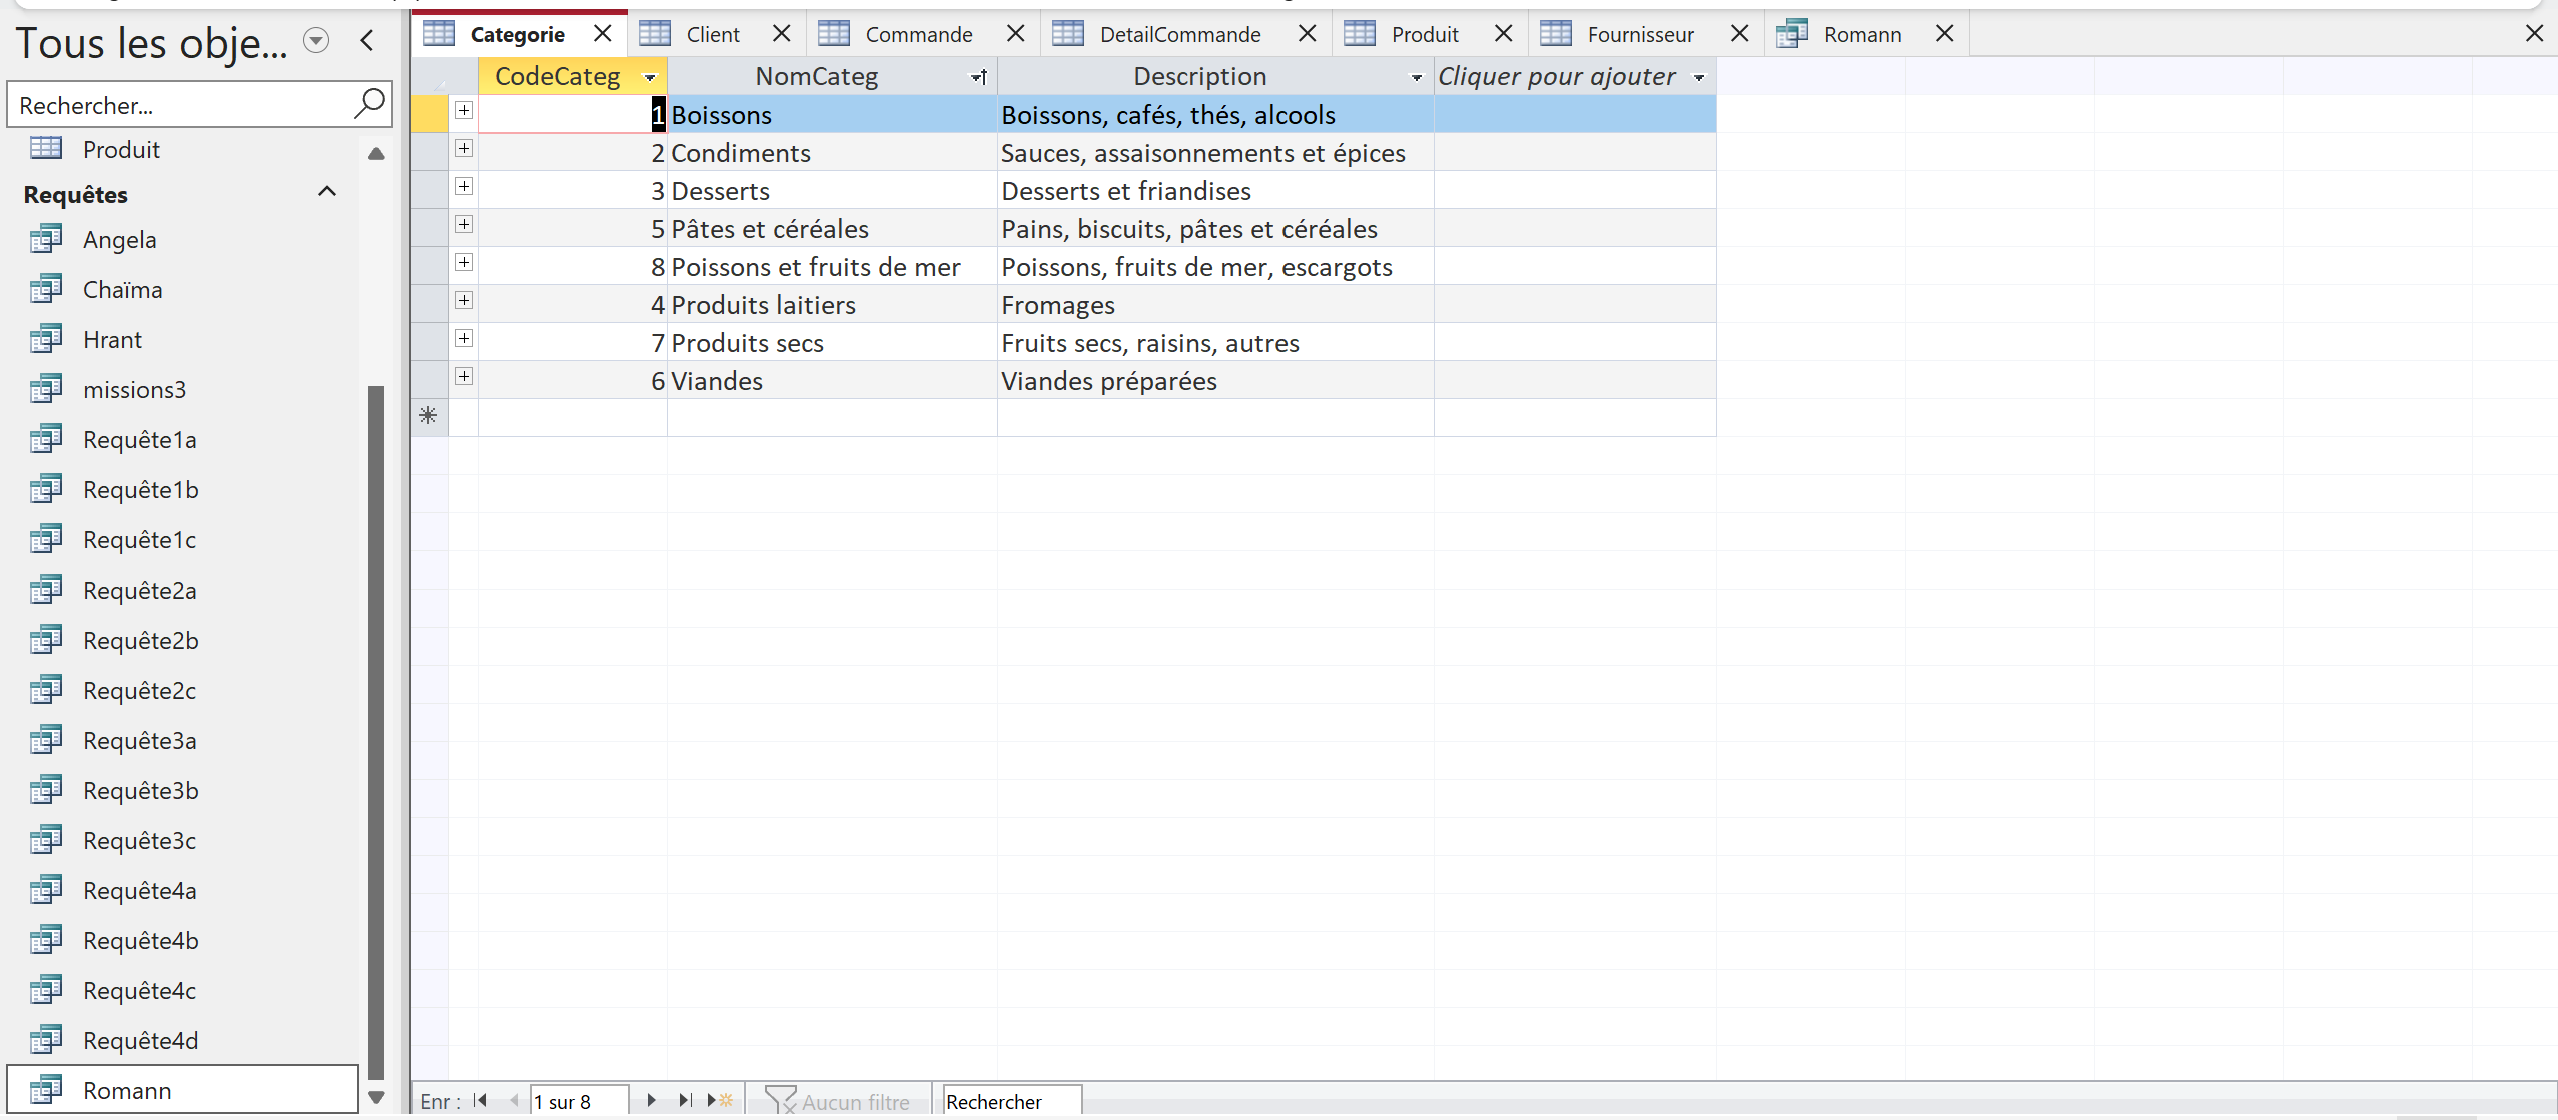 Tous les obje...
Rechercher...
Produit
Requêtes
Angela
Chaïma
Hrant
missions3
Requête1a
Requête1b
Requête1c
Requête2a
Requête2b
Requête2c
Requête3a
Requête3b
Requête3c
Requête4a
Requête4b
Requête4c
Requête4d
Romann
Categorie Client Commande DetailCommande Produit Fournisseur Romann
CodeCateg NomCateg Description Cliquer pour ajouter
1 Boissons Boissons, cafés, thés, alcools
2 Condiments Sauces, assaisonnements et épices
3 Desserts Desserts et friandises
5 Pâtes et céréales Pains, biscuits, pâtes et céréales
8 Poissons et fruits de mer Poissons, fruits de mer, escargots
4 Produits laitiers Fromages
7 Produits secs Fruits secs, raisins, autres
6 Viandes Viandes préparées
Enr : 1 sur 8 Aucun filtre Rechercher